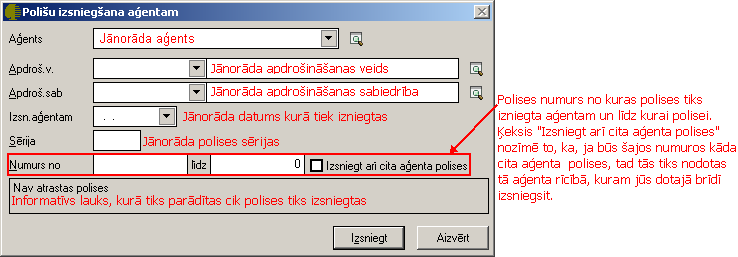 Polišu izsniegšana aģentam
Aģents Jānorāda aģents
Apdroš.v. Jānorāda apdrošināšanas veids
Apdroš.sab Jānorāda apdrošināšanas sabiedrība
Izsn.aģentam . . Jānorāda datums kurā tiek izniegtas
Sērija Jānorāda polises sērijas
Numurs no līdz 0 Izsniegt arī cita aģenta polises
Nav atrastas polises
Informatīvs lauks, kurā tiks parādītas cik polises tiks izsniegtas
Izsniegt Aizvērt
Polises numurs no kuras polises tiks
izniegta aģentam un līdz kurai polisei.
Ķeksis "Izsniegt arī cita aģenta polises"
nozīmē to, ka, ja būs šajos numuros kāda
cita aģenta polises, tad tās tiks nodotas
tā aģenta rīcībā, kuram jūs dotajā brīdī
izsniegsit.